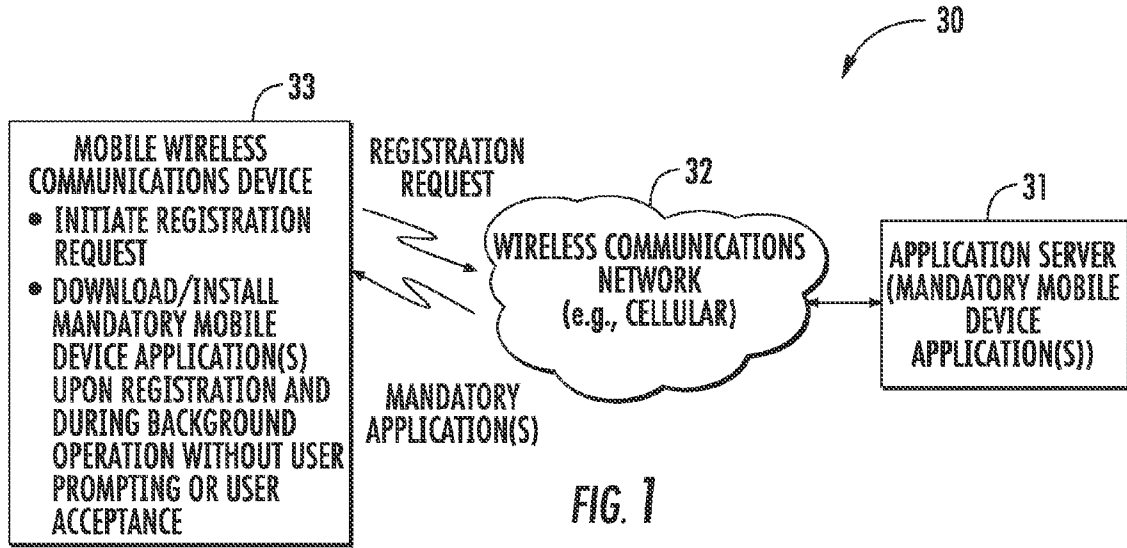 30
33
MOBILE WIRELESS
COMMUNICATIONS DEVICE
• INITIATE REGISTRATION
REQUEST
• DOWNLOAD/INSTALL
MANDATORY MOBILE
DEVICE APPLICATION(S)
UPON REGISTRATION AND
DURING BACKGROUND
OPERATION WITHOUT USER
PROMPTING OR USER
ACCEPTANCE
REGISTRATION
REQUEST
MANDATORY
APPLICATION(S)
32
WIRELESS COMMUNICATIONS
NETWORK
(e.g., CELLULAR)
31
APPLICATION SERVER
(MANDATORY MOBILE
DEVICE
APPLICATION(S))
FIG. 1